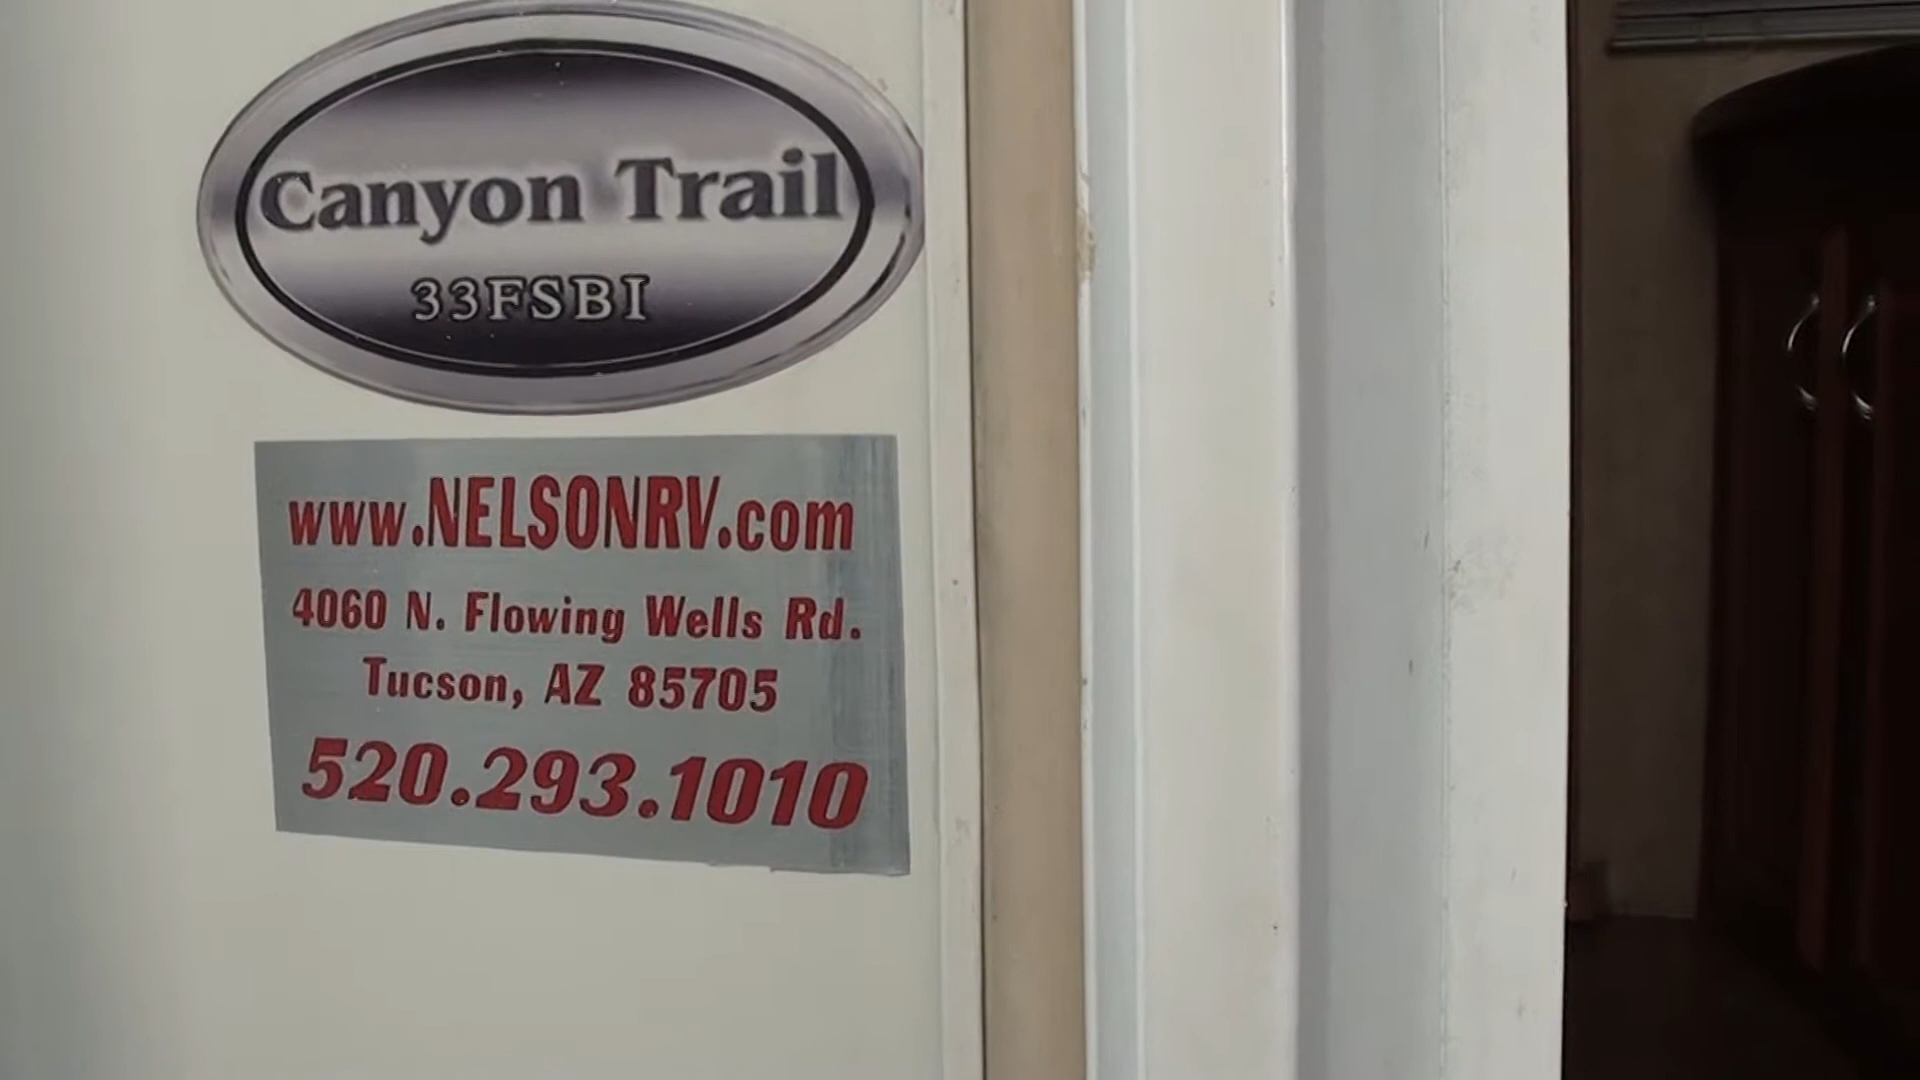 Canyon Trail
33FSBI
www.NELSONRV.com
4060 N. Flowing Wells Rd.
Tucson, AZ 85705
520.293.1010